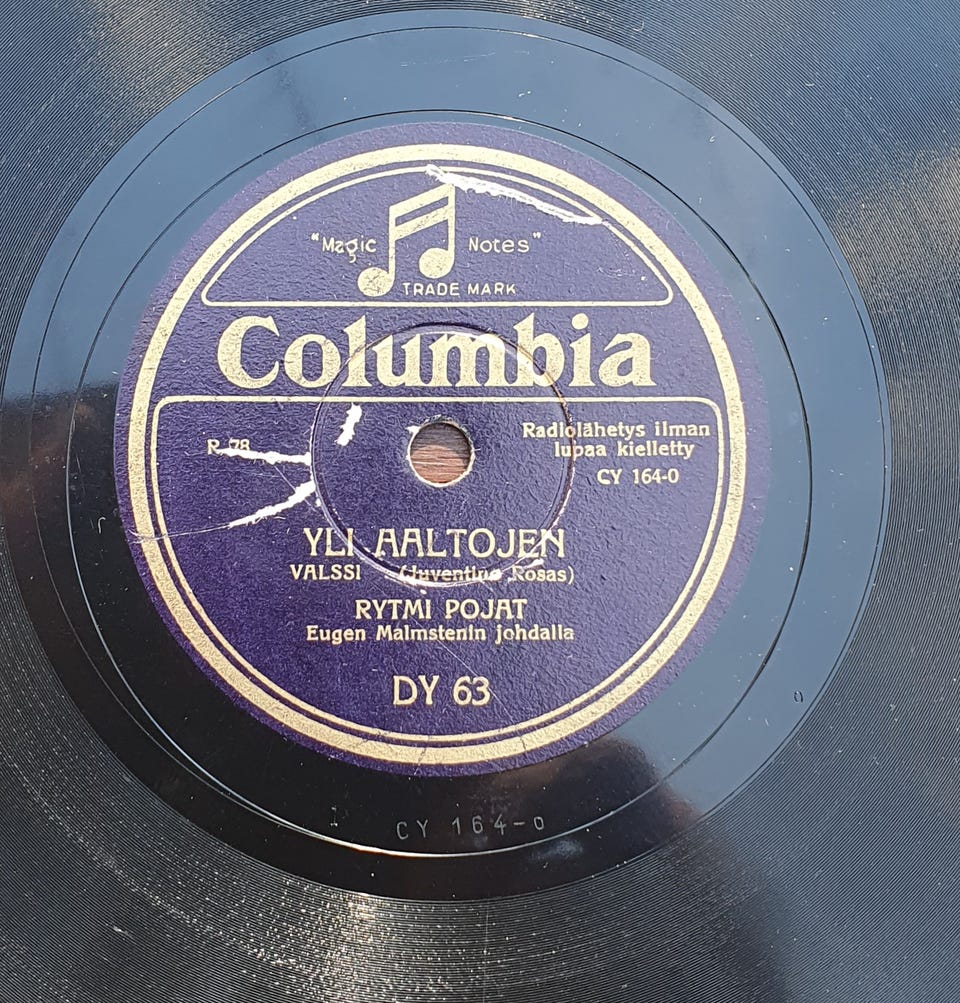 "Magic Notes"
TRADE MARK
Columbia
R. 78
Radiolähetys ilman
lupaa kielletty
CY 164-0
YLI AALTOJEN
VALSSI (Juventino Rosas)
RYTMI POJAT
Eugen Malmstenin johdalla
DY 63
CY 164-0